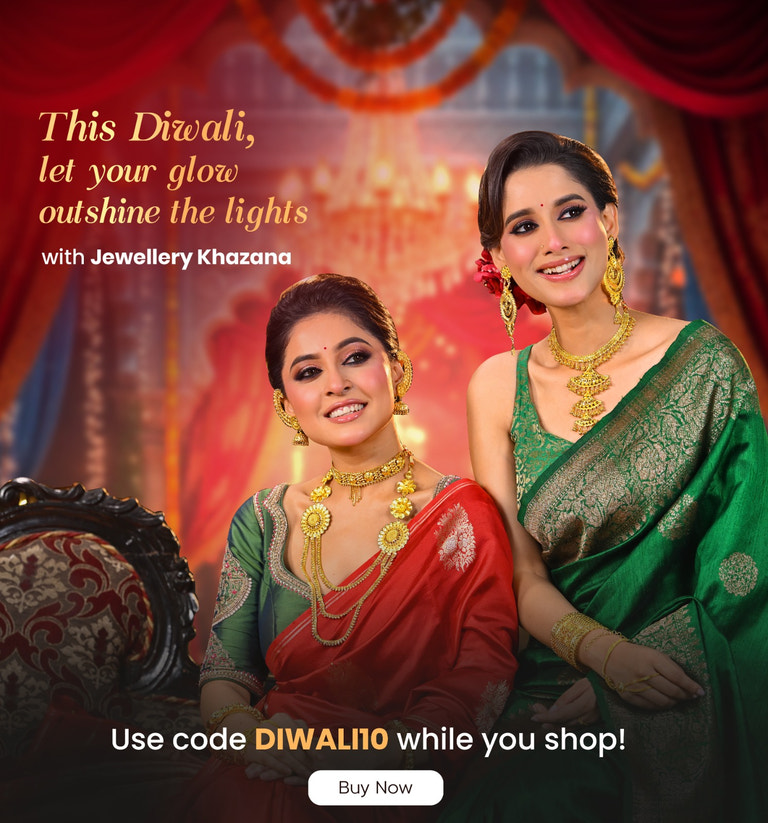 This Diwali,
let your glow
outshine the lights
with Jewellery Khazana
Use code DIWALI10 while you shop!
Buy Now